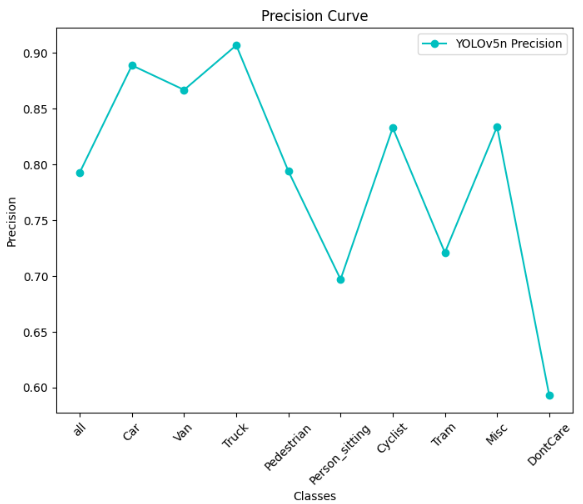 Precision Curve
YOLOv5n Precision
Precision
0.90
0.85
0.80
0.75
0.70
0.65
0.60
all
Car
Van
Truck
Pedestrian
Person_sitting
Cyclist
Tram
Misc
DontCare
Classes